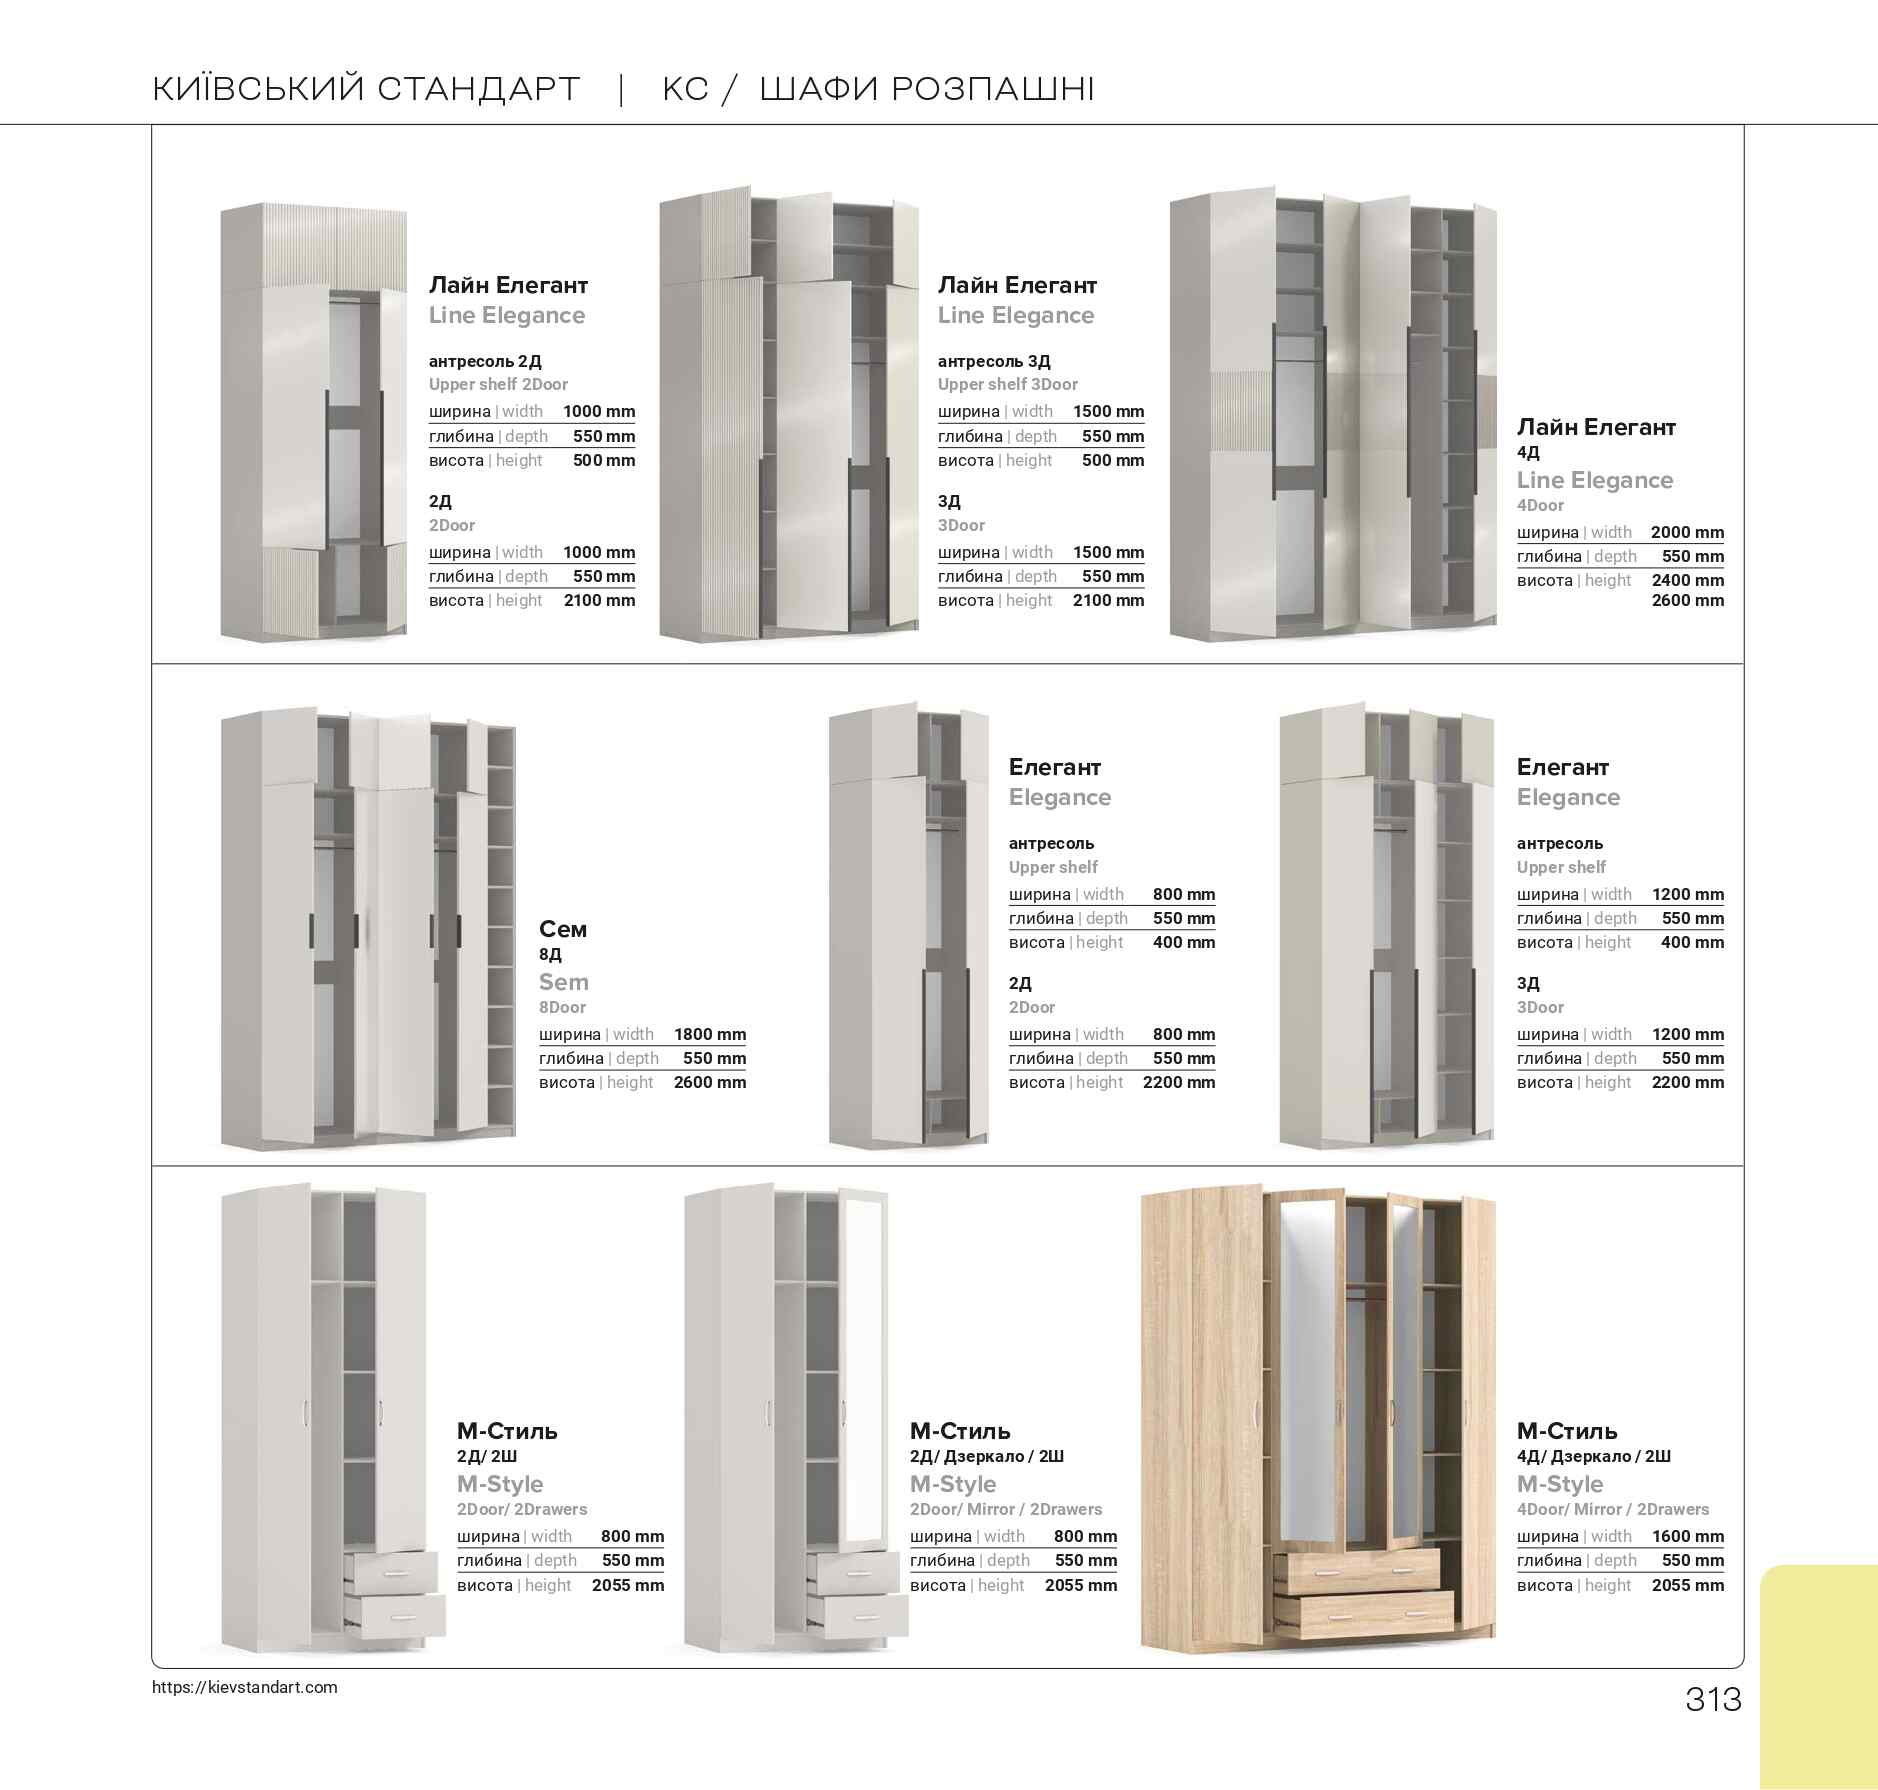 КИЇВСЬКИЙ СТАНДАРТ | КС / ШАФИ РОЗПАШНІ
Лайн Елегант
Line Elegance
антресоль 2Д
Upper shelf 2Door
ширина | width 1000 mm
глибина | depth 550 mm
висота | height 500 mm
2Д
2Door
ширина | width 1000 mm
глибина | depth 550 mm
висота | height 2100 mm
Лайн Елегант
Line Elegance
антресоль 3Д
Upper shelf 3Door
ширина | width 1500 mm
глибина | depth 550 mm
висота | height 500 mm
3Д
3Door
ширина | width 1500 mm
глибина | depth 550 mm
висота | height 2100 mm
Лайн Елегант
4Д
Line Elegance
4Door
ширина | width 2000 mm
глибина | depth 550 mm
висота | height 2400 mm
2600 mm
Сем
8Д
Sem
8Door
ширина | width 1800 mm
глибина | depth 550 mm
висота | height 2600 mm
Елегант
Elegance
антресоль
Upper shelf
ширина | width 800 mm
глибина | depth 550 mm
висота | height 400 mm
2Д
2Door
ширина | width 800 mm
глибина | depth 550 mm
висота | height 2200 mm
Елегант
Elegance
антресоль
Upper shelf
ширина | width 1200 mm
глибина | depth 550 mm
висота | height 400 mm
3Д
3Door
ширина | width 1200 mm
глибина | depth 550 mm
висота | height 2200 mm
М-Стиль
2Д/ 2Ш
M-Style
2Door/ 2Drawers
ширина | width 800 mm
глибина | depth 550 mm
висота | height 2055 mm
М-Стиль
2Д/ Дзеркало / 2Ш
M-Style
2Door/ Mirror / 2Drawers
ширина | width 800 mm
глибина | depth 550 mm
висота | height 2055 mm
М-Стиль
4Д/ Дзеркало / 2Ш
M-Style
4Door/ Mirror / 2Drawers
ширина | width 1600 mm
глибина | depth 550 mm
висота | height 2055 mm
https://kievstandart.com
313